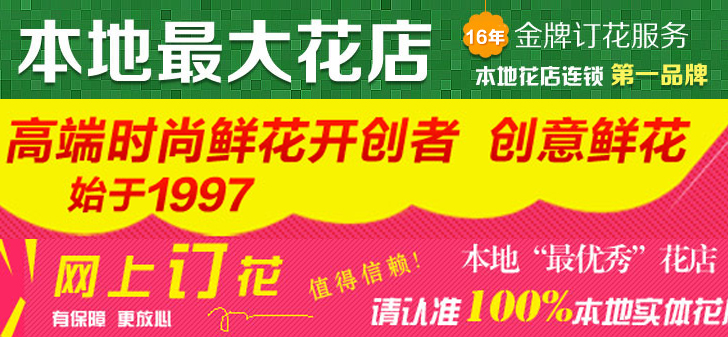 本地最大花店
16年 金牌订花服务
本地花店连锁 第一品牌
高端时尚鲜花开创者 创意鲜花
始于1997
网上订花 值得信赖!
有保障 更放心
本地“最优秀”花店
请认准100%本地实体花